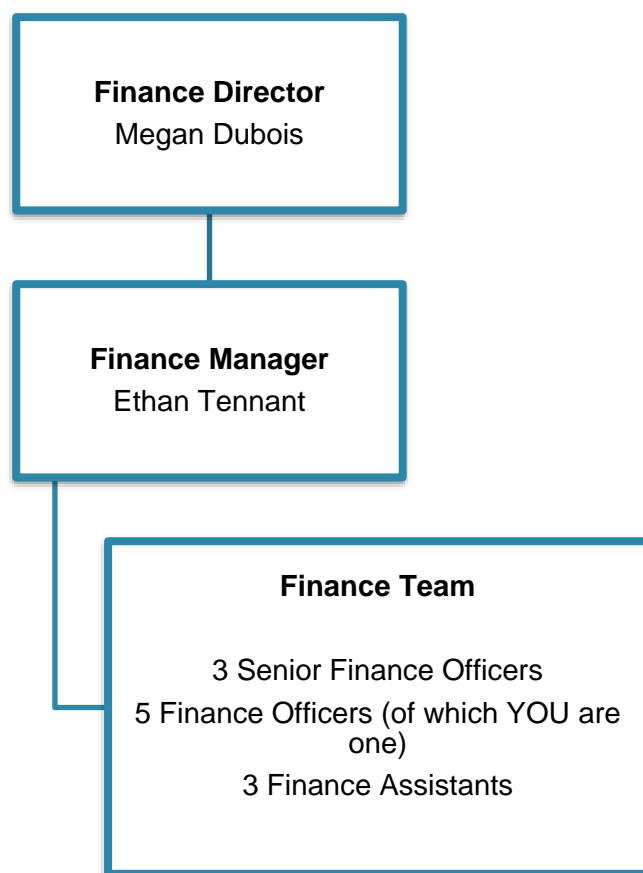 Finance Director
Megan Dubois
Finance Manager
Ethan Tennant
Finance Team
3 Senior Finance Officers
5 Finance Officers (of which YOU are
one)
3 Finance Assistants